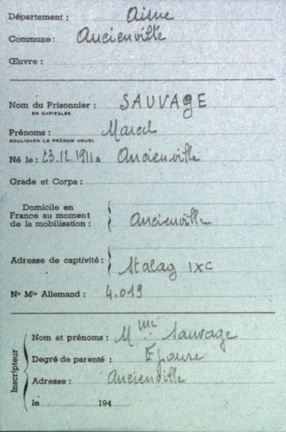 Département : Aisne
Commune : Ancienville
Œuvre :
Nom du Prisonnier : SAUVAGE
EN CAPITALES
Prénoms : Marcel
SOULIGNER LE PRÉNOM USUEL
Né le : 23.12.1911 à Ancienville
Grade et Corps :
Domicile en
France au moment
de la mobilisation : Ancienville
Adresse de captivité : Stalag IXC
Nº Mle Allemand : 4.019
Inscripteur
Nom et prénoms : Mme Sauvage
Degré de parenté : Epouse
Adresse : Ancienville
le 194